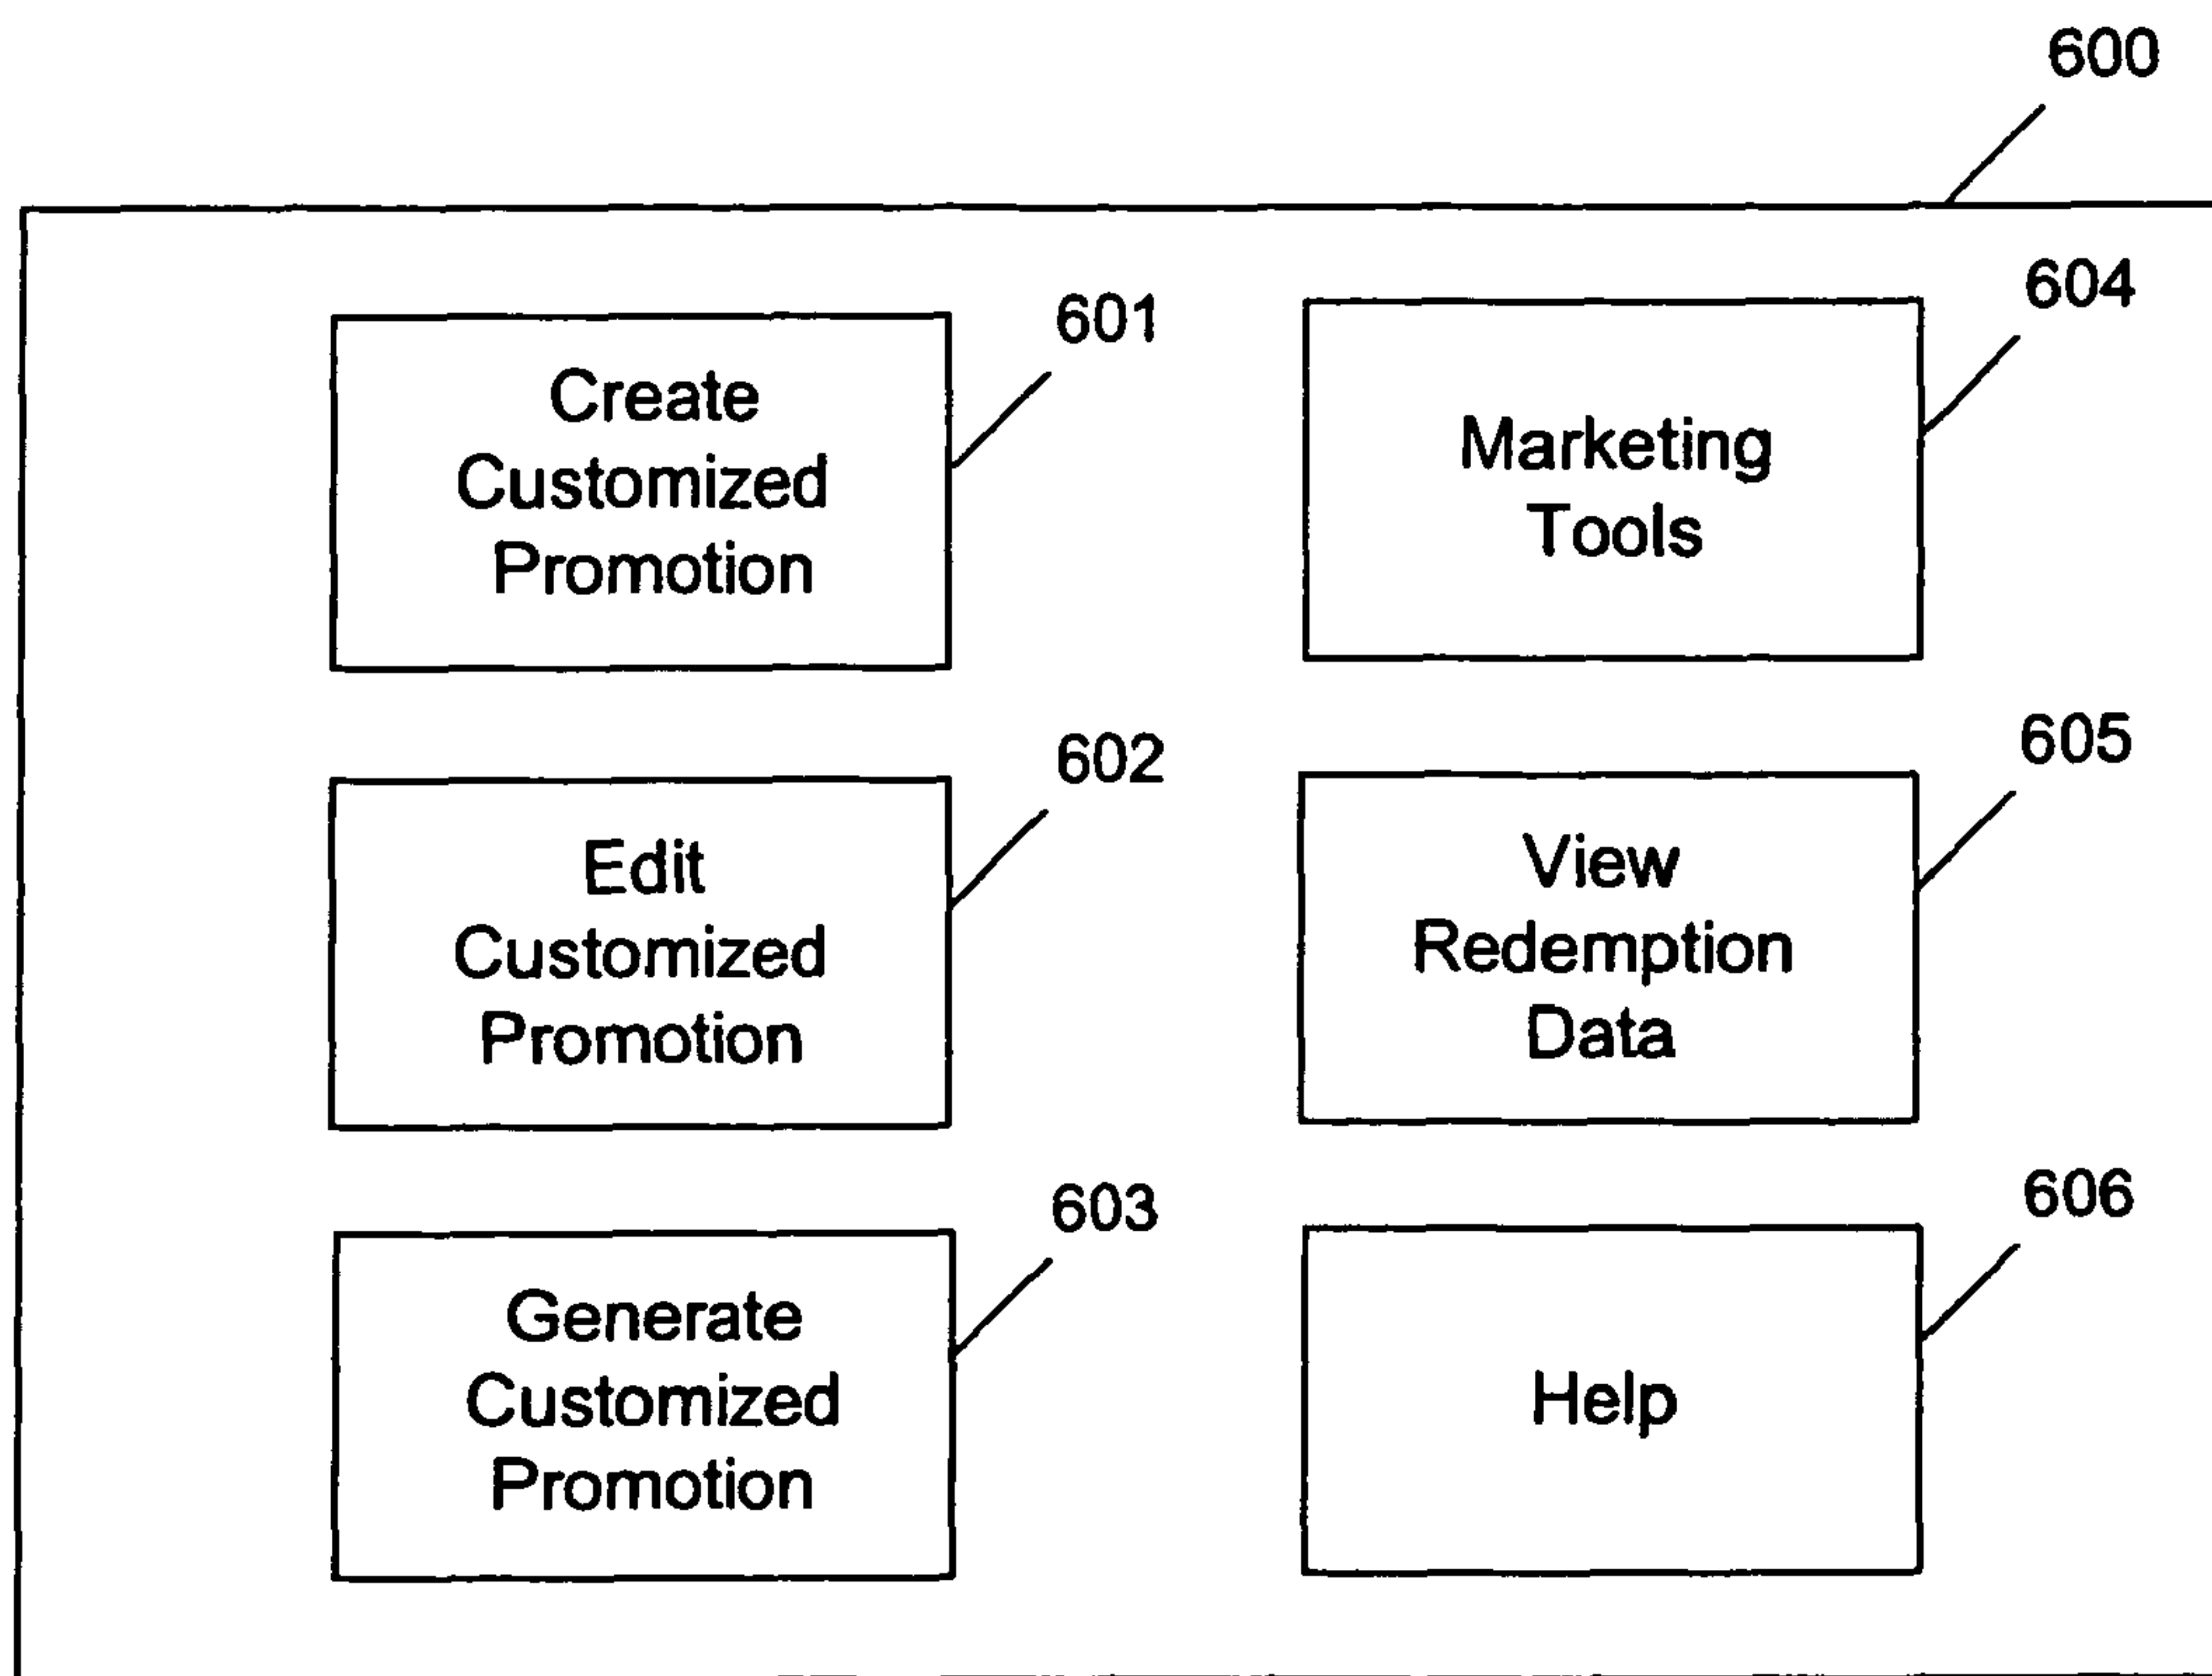 600
601
Create
Customized
Promotion
604
Marketing
Tools
602
Edit
Customized
Promotion
605
View
Redemption
Data
603
Generate
Customized
Promotion
606
Help